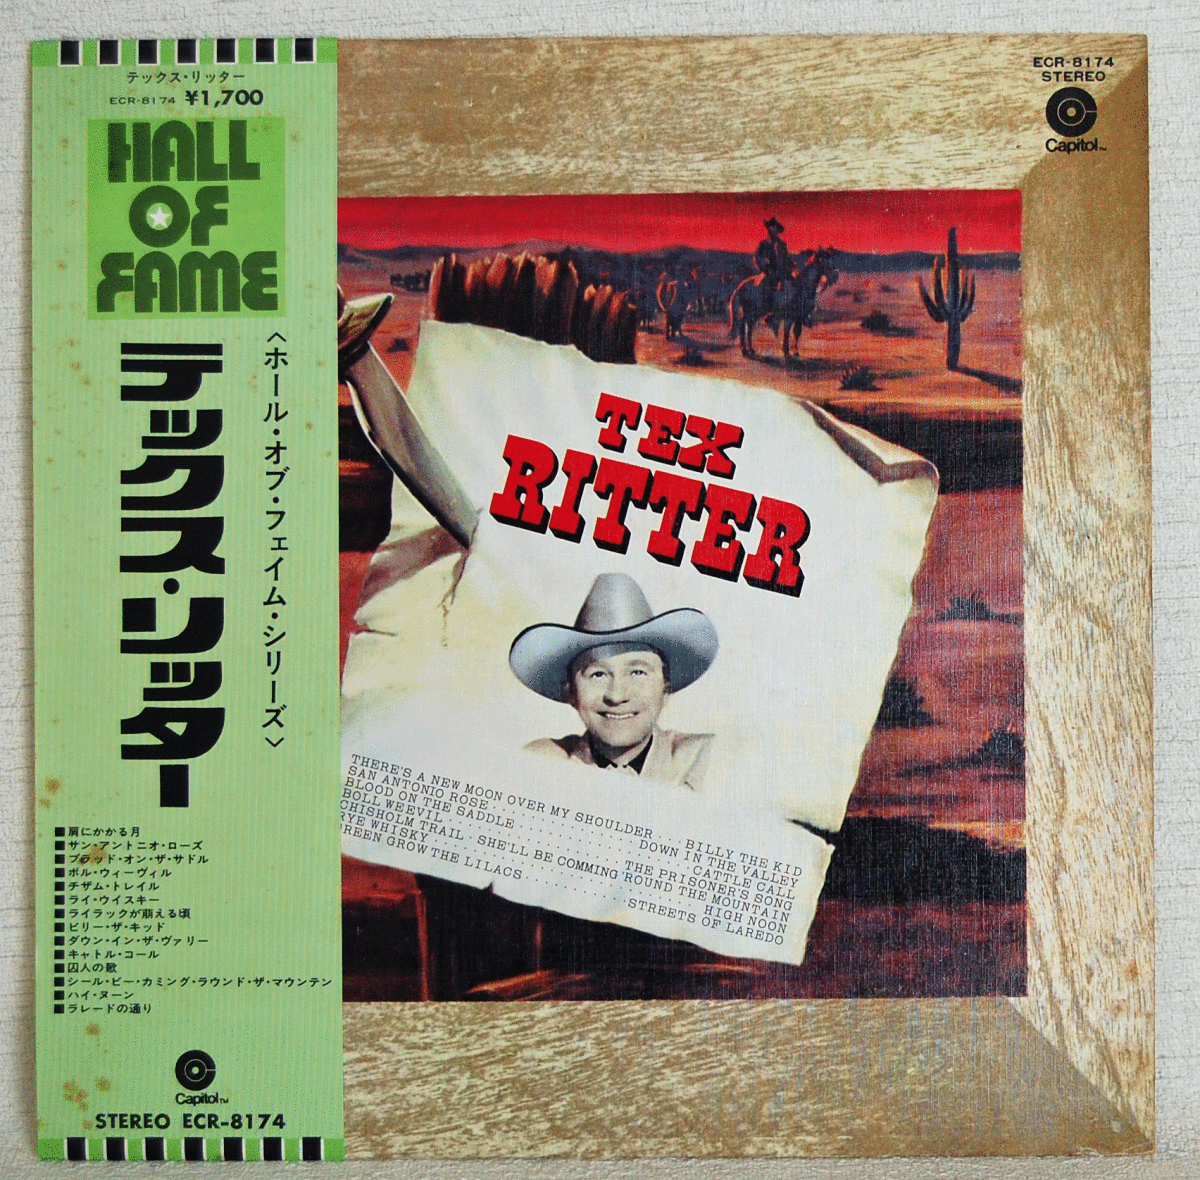 テックス・リッター
ECR-8174 ¥1,700
HALL
OF
FAME
〈ホール・オブ・フェイム・シリーズ〉
テックス・リッター
■肩にかかる月
■サン・アントニオ・ローズ
■ブラッド・オン・ザ・サドル
■ボル・ウィーヴィル
■チザム・トレイル
■ライ・ウイスキー
■ライラックが萠える頃
■ビリー・ザ・キッド
■ダウン・イン・ザ・ヴァリー
■キャトル・コール
■囚人の歌
■シール・ビー・カミング・ラウンド・ザ・マウンテン
■ハイ・ヌーン
■ラレードの通り
Capitol™
STEREO ECR-8174
ECR-8174
STEREO
Capitol™
TEX
RITTER
THERE'S A NEW MOON OVER MY SHOULDER...BILLY THE KID
SAN ANTONIO ROSE...DOWN IN THE VALLEY
BLOOD ON THE SADDLE...CATTLE CALL
BOLL WEEVIL...THE PRISONER'S SONG
CHISHOLM TRAIL...SHE'LL BE COMMING ROUND THE MOUNTAIN
RYE WHISKY...HIGH NOON
GREEN GROW THE LILACS...STREETS OF LAREDO